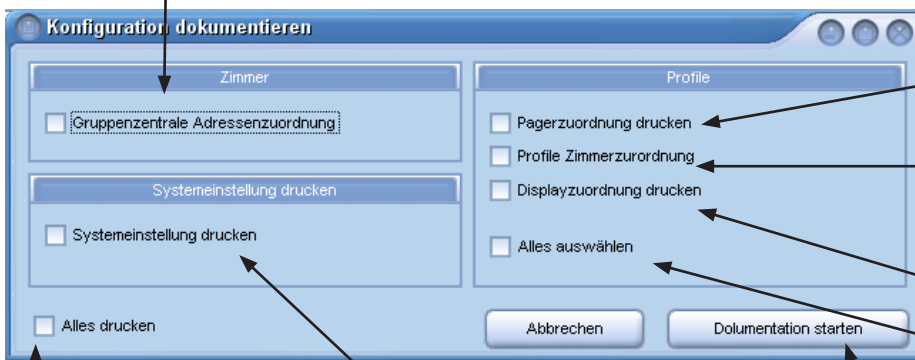 Konfiguration dokumentieren
Zimmer
Gruppenzentrale Adressenzuordnung
Systemeinstellung drucken
Systemeinstellung drucken
Alles drucken
Profile
Pagerzuordnung drucken
Profile Zimmerzurordnung
Displayzuordnung drucken
Alles auswählen
Abbrechen
Dolumentation starten